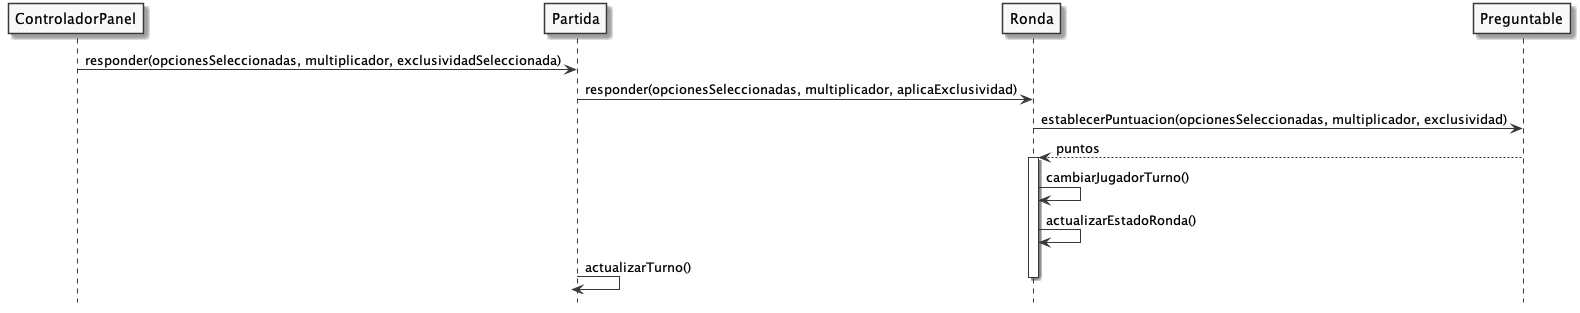 ControladorPanel
Partida
Ronda
Preguntable
responder(opcionesSeleccionadas, multiplicador, exclusividadSeleccionada)
responder(opcionesSeleccionadas, multiplicador, aplicaExclusividad)
establecerPuntuacion(opcionesSeleccionadas, multiplicador, exclusividad)
puntos
cambiarJugadorTurno()
actualizarEstadoRonda()
actualizarTurno()